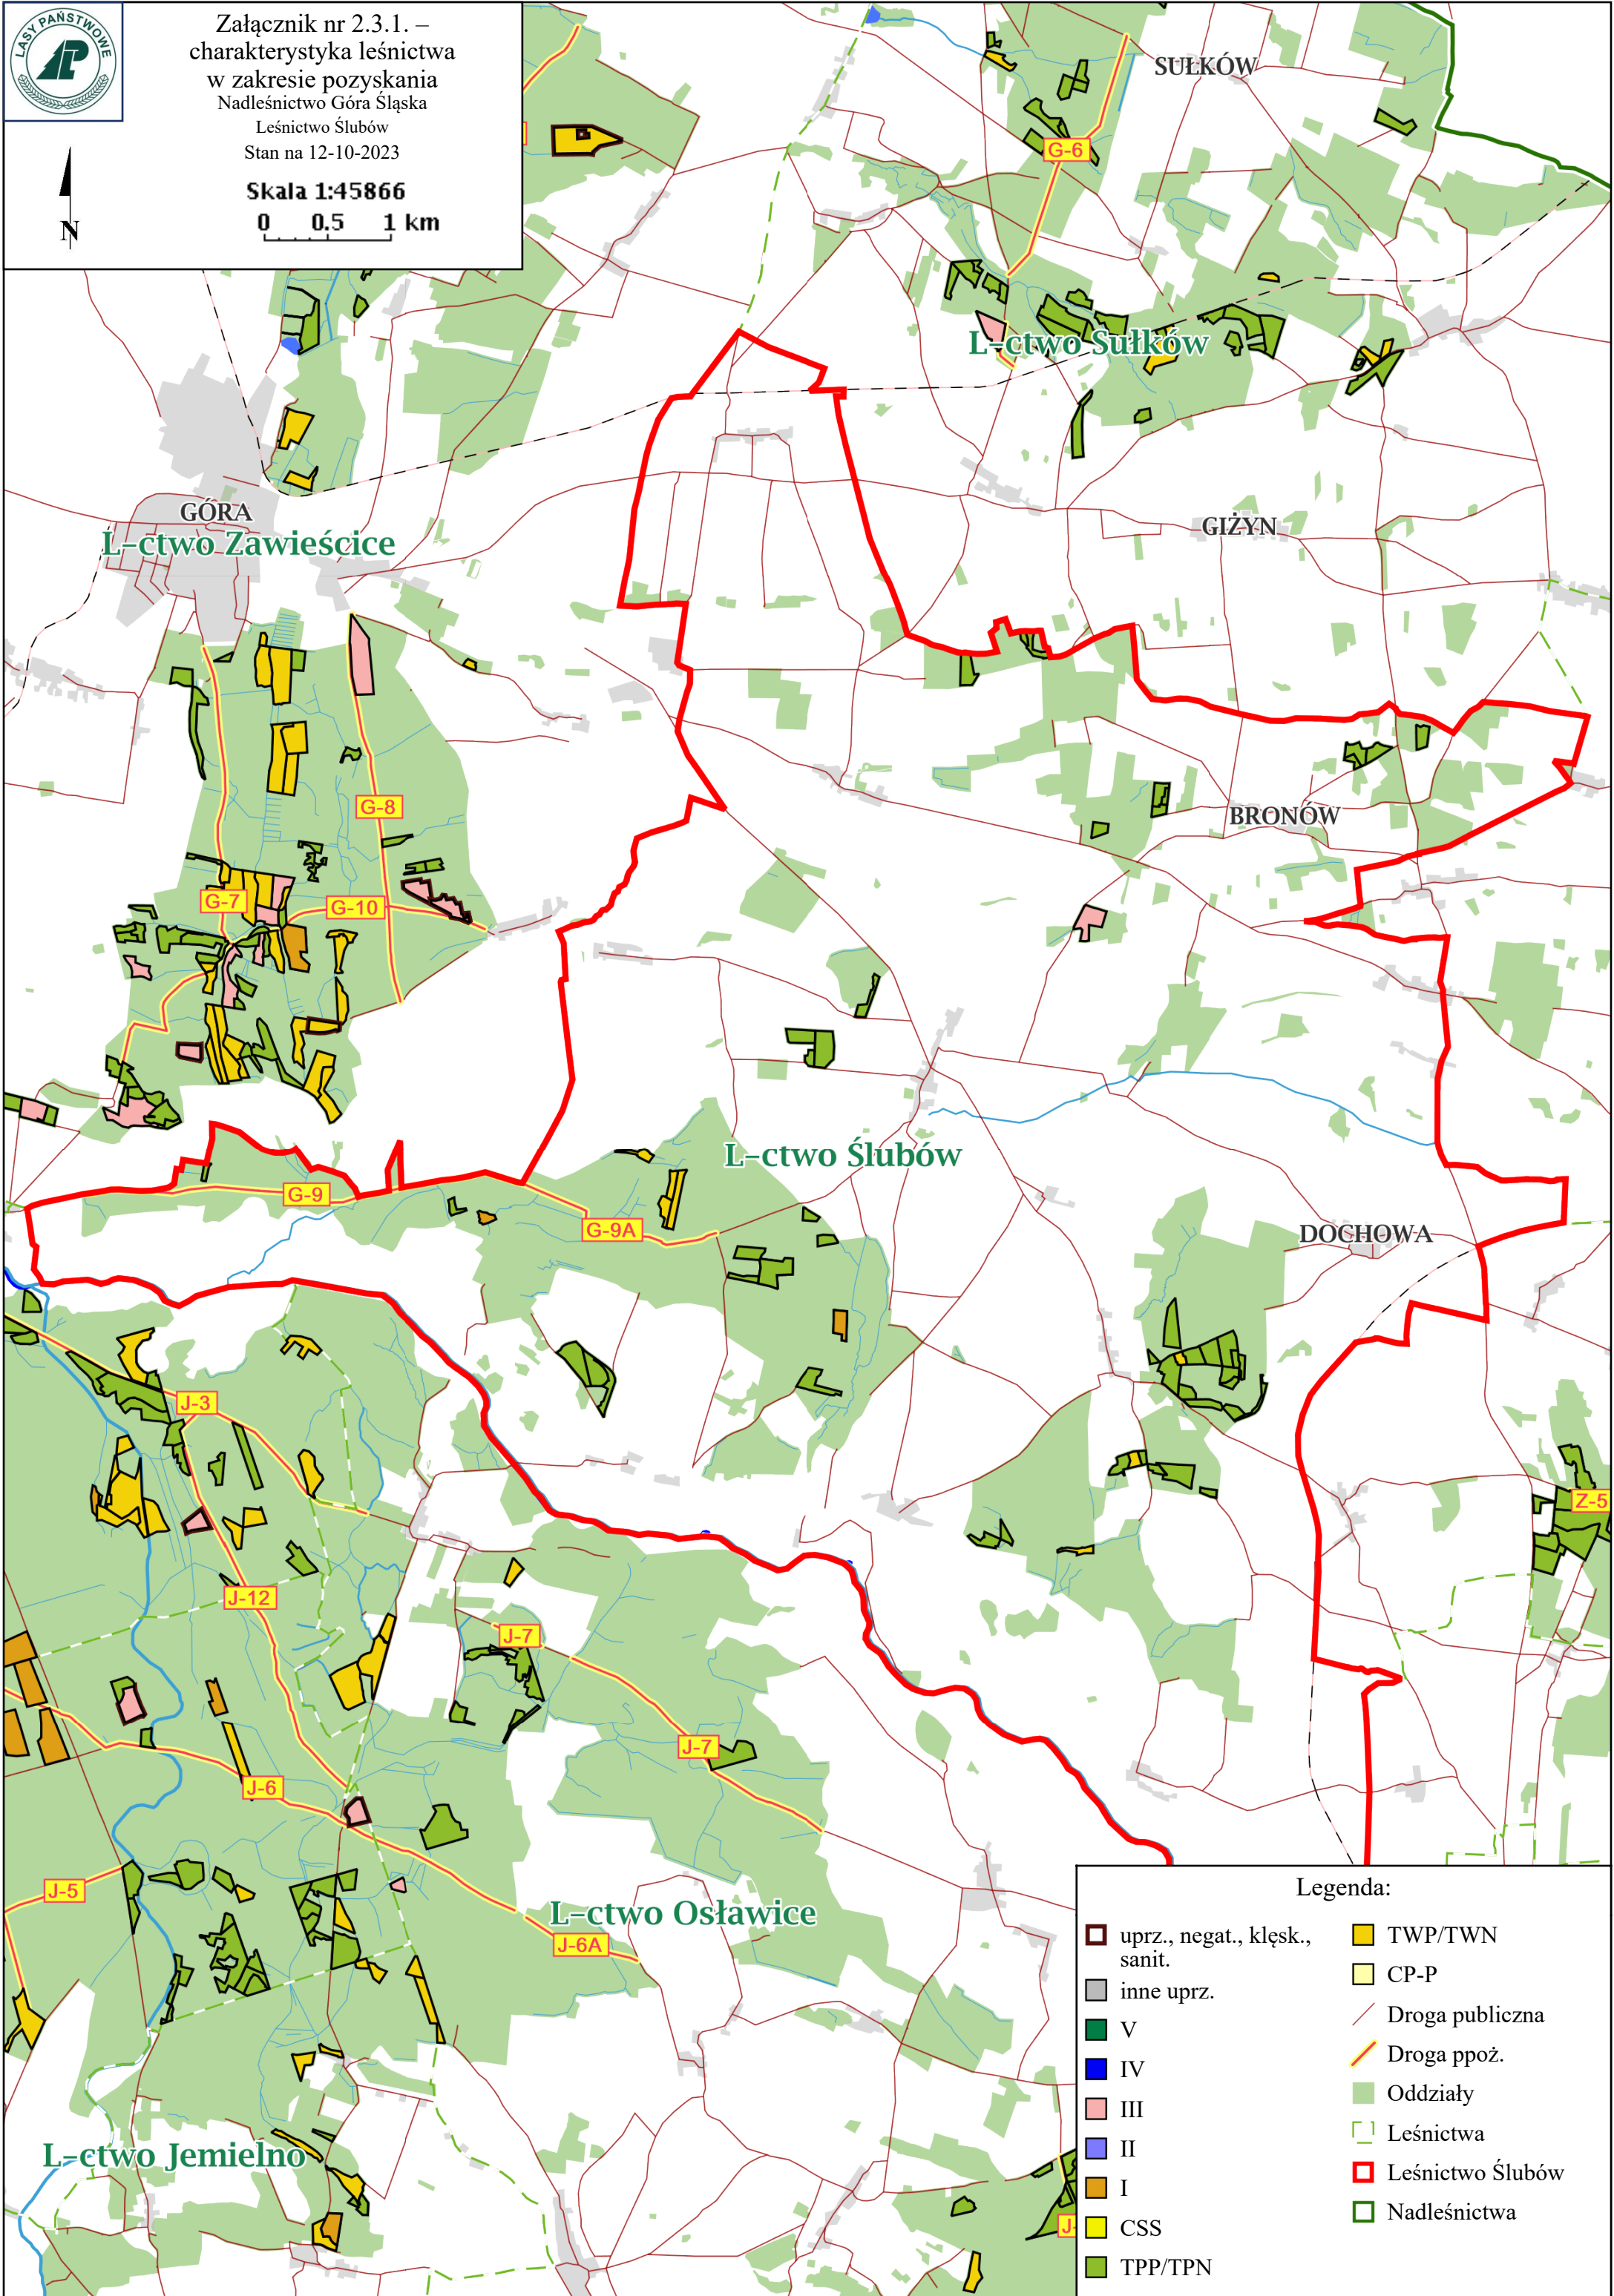 LASY PAŃSTWOWE
Załącznik nr 2.3.1. –
charakterystyka leśnictwa
w zakresie pozyskania
Nadleśnictwo Góra Śląska
Leśnictwo Ślubów
Stan na 12-10-2023
Skala 1:45866
0 0.5 1 km
N
SUŁKÓW
G-6
L-ctwo Sułków
GÓRA
L-ctwo Zawieścice
GIŻYN
G-8
BRONÓW
G-7
G-10
L-ctwo Ślubów
G-9
G-9A
DOCHOWA
J-3
Z-5
J-12
J-7
J-7
J-6
J-5
L-ctwo Osławice
J-6A
L-ctwo Jemielno
J-
Legenda:
uprz., negat., klęsk.,
sanit.
inne uprz.
V
IV
III
II
I
CSS
TPP/TPN
TWP/TWN
CP-P
Droga publiczna
Droga ppoż.
Oddziały
Leśnictwa
Leśnictwo Ślubów
Nadleśnictwa